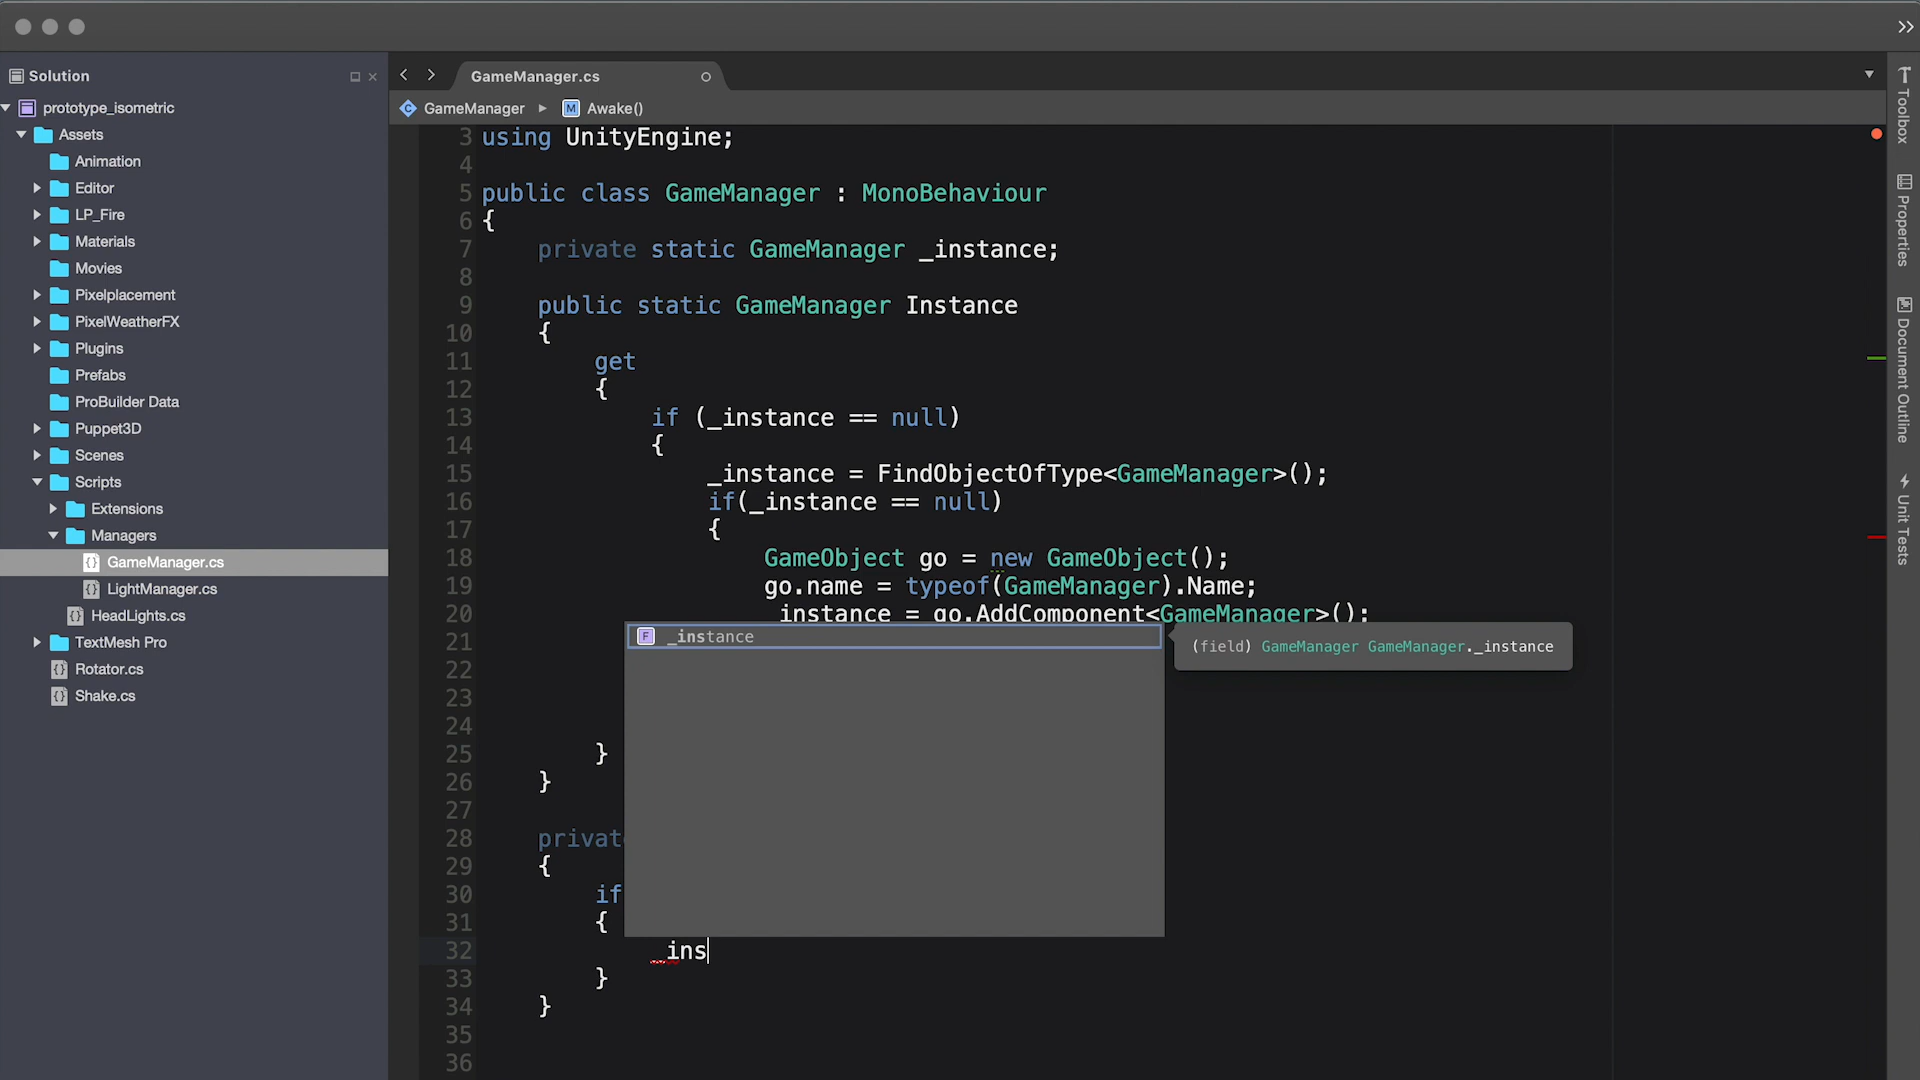 Solution
prototype_isometric
Assets
Animation
Editor
LP_Fire
Materials
Movies
Pixelplacement
PixelWeatherFX
Plugins
Prefabs
ProBuilder Data
Puppet3D
Scenes
Scripts
Extensions
Managers
GameManager.cs
LightManager.cs
HeadLights.cs
TextMesh Pro
Rotator.cs
Shake.cs
GameManager.cs
C GameManager M Awake()
3 using UnityEngine;
4
5 public class GameManager : MonoBehaviour
6 {
7 private static GameManager _instance;
8
9 public static GameManager Instance
10 {
11 get
12 {
13 if (_instance == null)
14 {
15 _instance = FindObjectOfType<GameManager>();
16 if(_instance == null)
17 {
18 GameObject go = new GameObject();
19 go.name = typeof(GameManager).Name;
20 _instance = go.AddComponent<GameManager>();
21
22
23
24
25 }
26 }
27
28 privat
29 {
30 if
31 {
32 _ins
33 }
34 }
35
36
F _instance
(field) GameManager GameManager._instance
Toolbox
Properties
Document Outline
Unit Tests